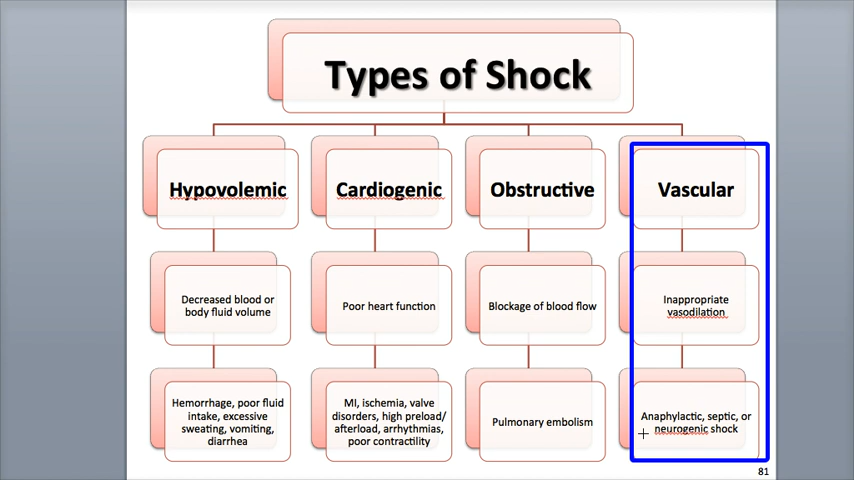 Types of Shock
Hypovolemic
Cardiogenic
Obstructive
Vascular
Decreased blood or
body fluid volume
Poor heart function
Blockage of blood flow
Inappropriate
vasodilation
Hemorrhage, poor fluid
intake, excessive
sweating, vomiting,
diarrhea
MI, ischemia, valve
disorders, high preload/
afterload, arrhythmias,
poor contractility
Pulmonary embolism
Anaphylactic, septic, or
neurogenic shock
81